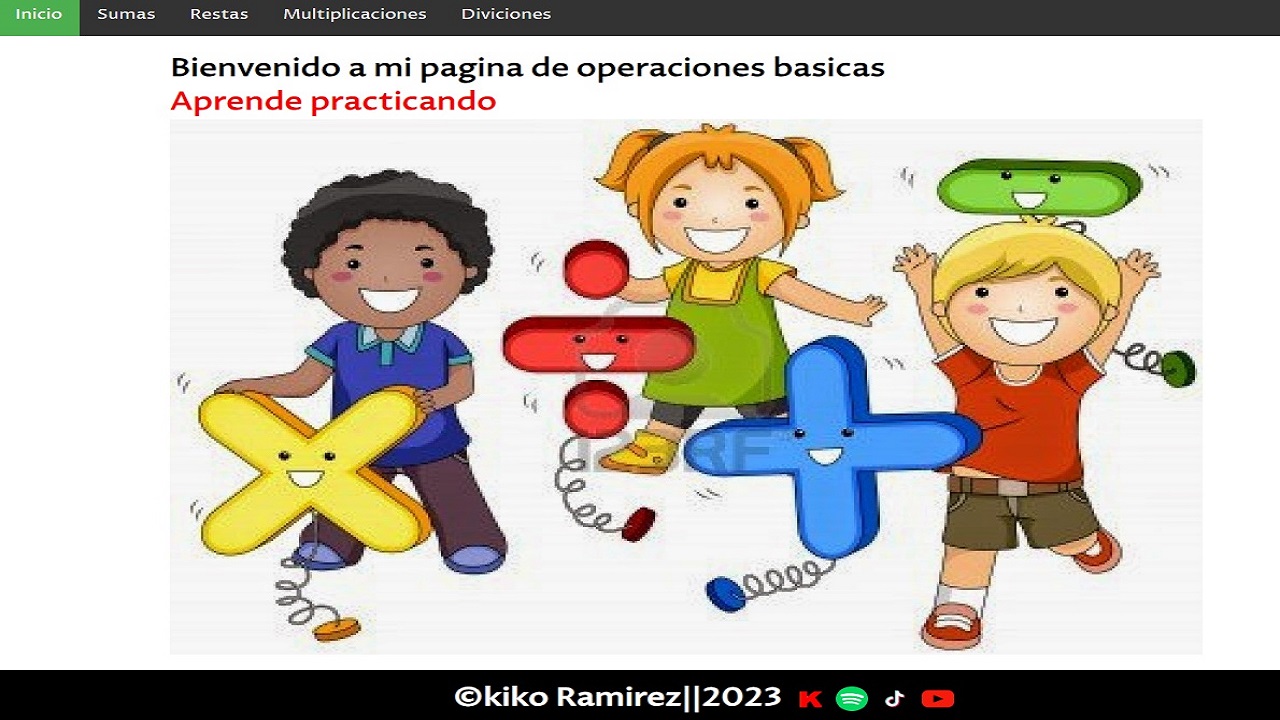 Inicio Sumas Restas Multiplicaciones Diviciones
Bienvenido a mi pagina de operaciones basicas
Aprende practicando
123RF
©kiko Ramirez||2023